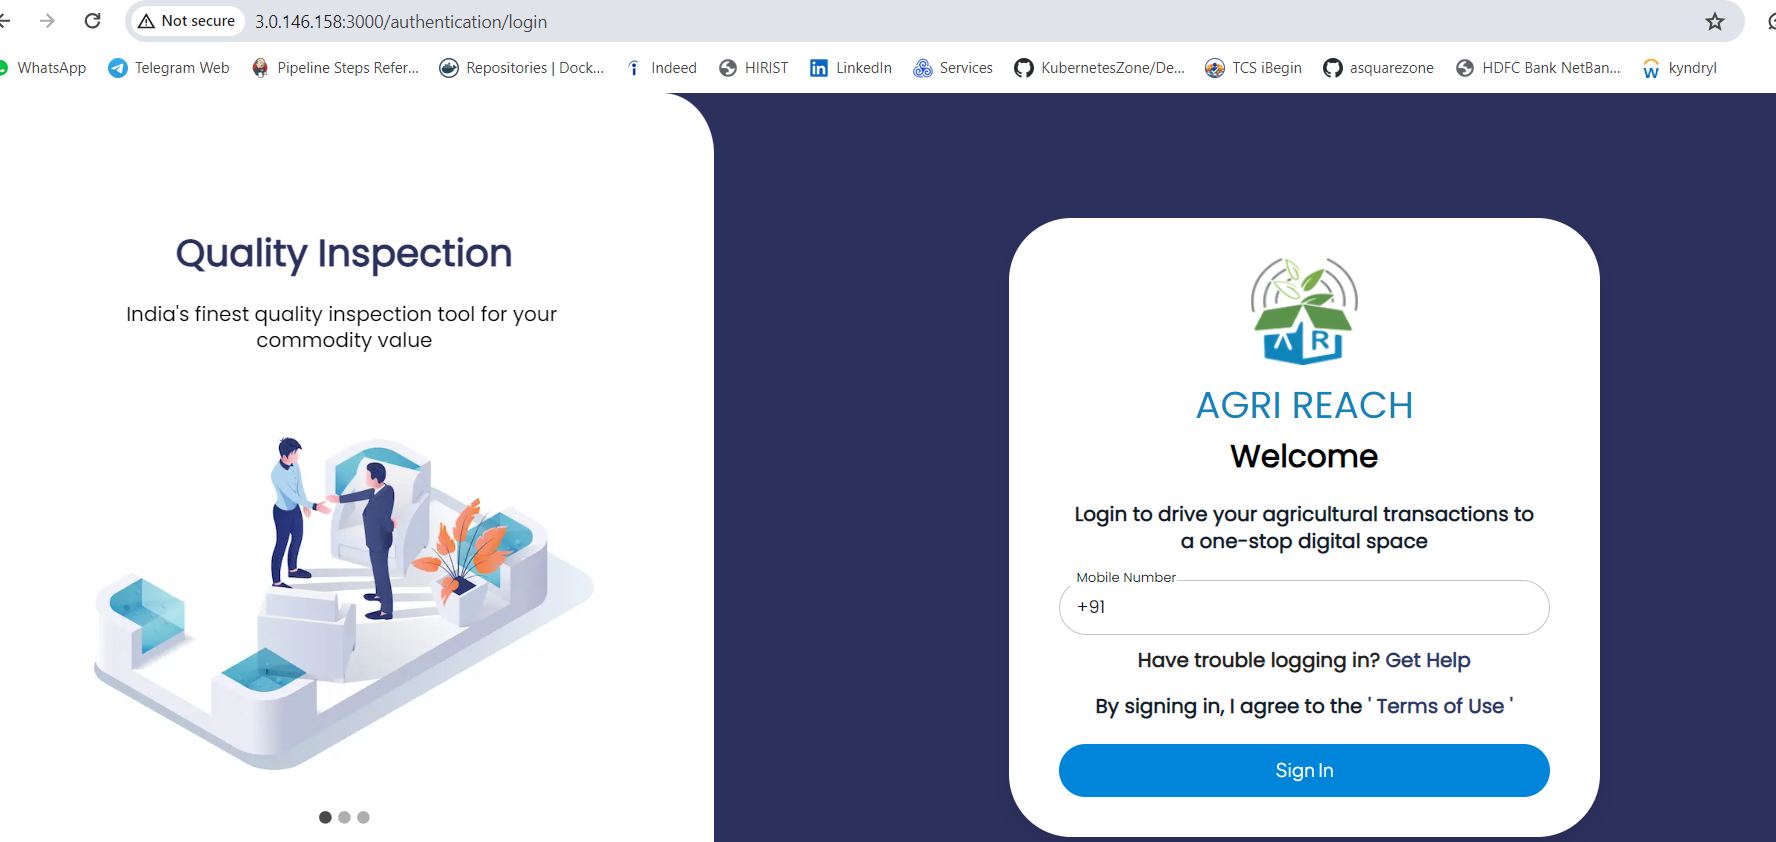 Not secure
3.0.146.158:3000/authentication/login
WhatsApp
Telegram Web
Pipeline Steps Refer...
Repositories | Dock...
Indeed
HIRIST
LinkedIn
Services
KubernetesZone/De...
TCS iBegin
asquarezone
HDFC Bank NetBan...
kyndryl
Quality Inspection
India's finest quality inspection tool for your
commodity value
A R
AGRI REACH
Welcome
Login to drive your agricultural transactions to
a one-stop digital space
Mobile Number
+91
Have trouble logging in? Get Help
By signing in, I agree to the ' Terms of Use '
Sign In